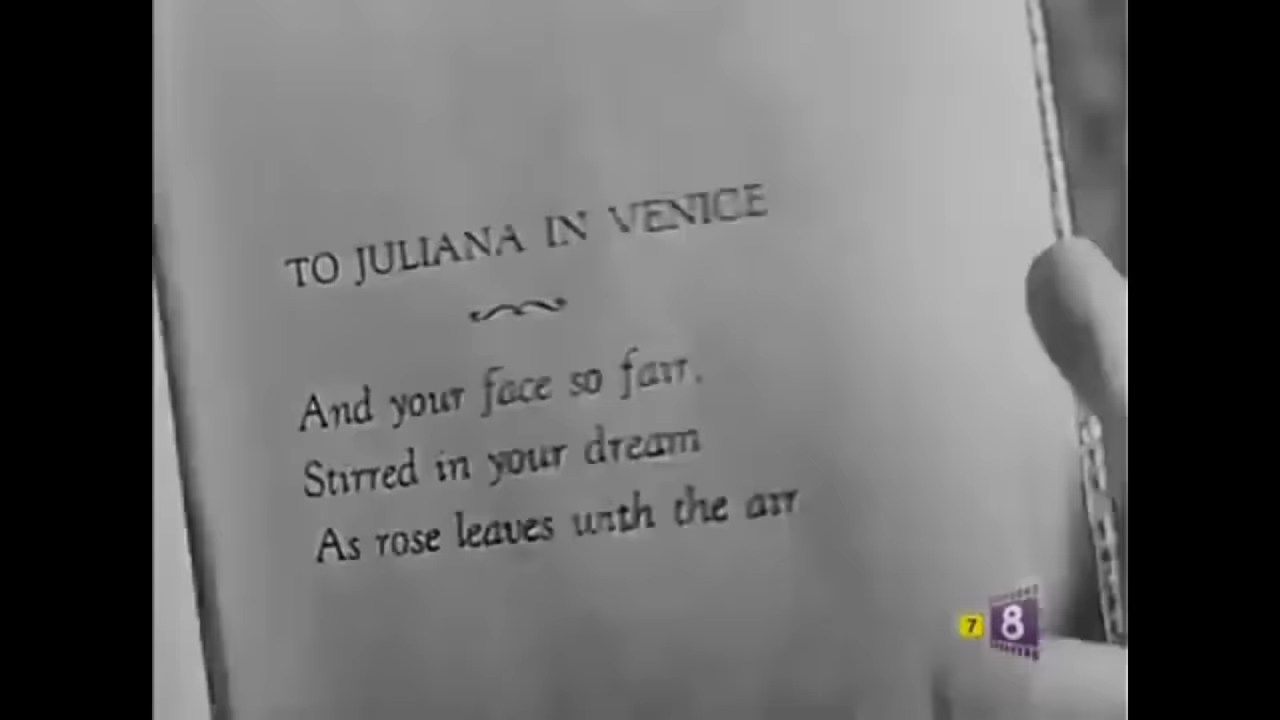 TO JULIANA IN VENICE
And your face so fair,
Stirred in your dream
As rose leaves with the air
7
8